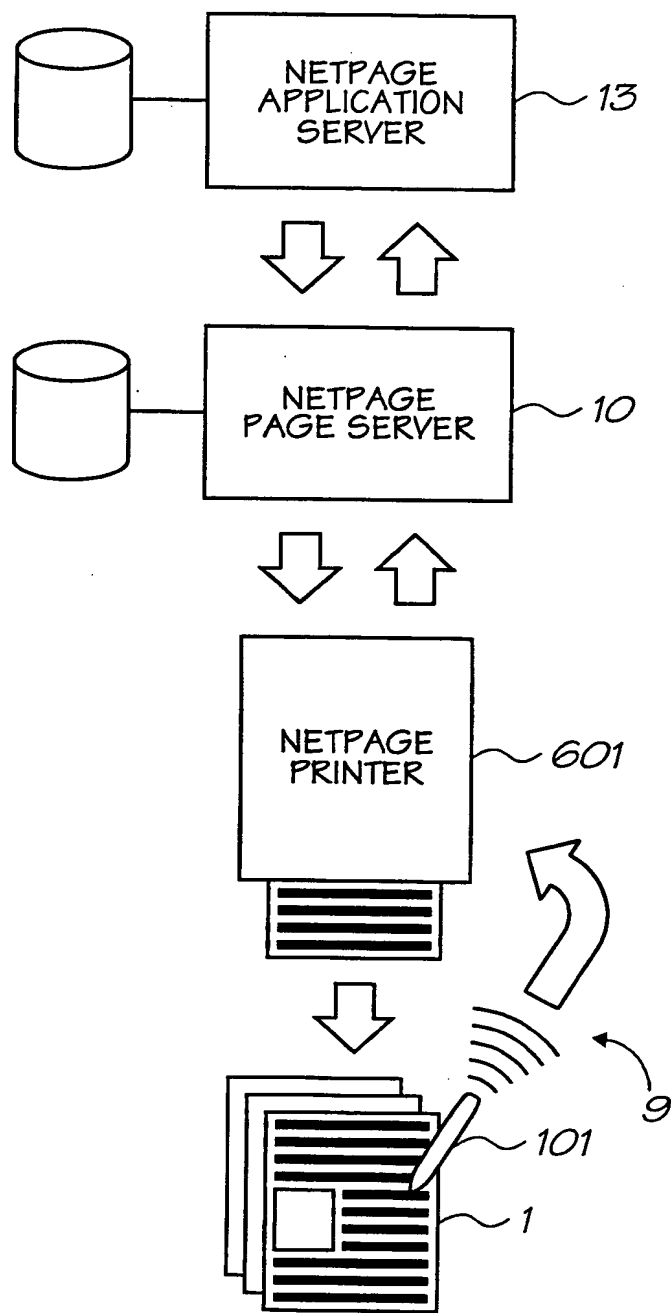 NETPAGE
APPLICATION
SERVER
13
NETPAGE
PAGE SERVER
10
NETPAGE
PRINTER
601
9
101
1